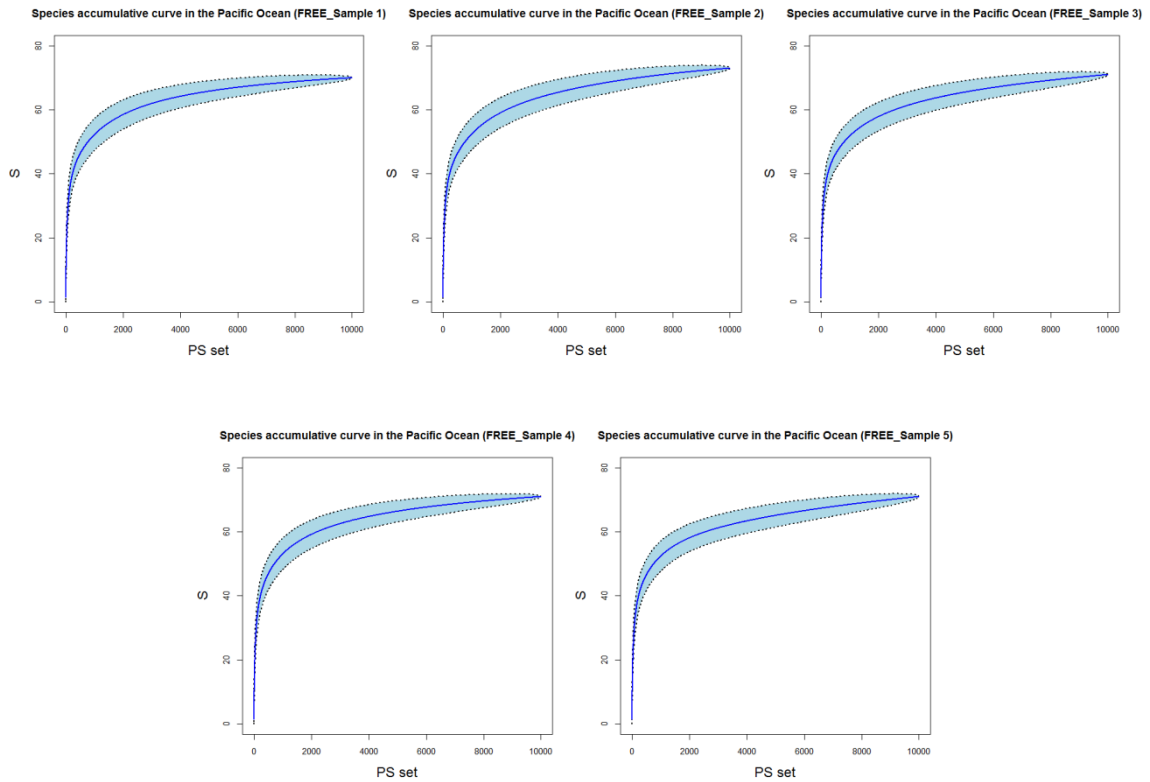 Species accumulative curve in the Pacific Ocean (FREE_Sample 1)
80
60
40
20
0
S
0 2000 4000 6000 8000 10000
PS set
Species accumulative curve in the Pacific Ocean (FREE_Sample 2)
80
60
40
20
0
S
0 2000 4000 6000 8000 10000
PS set
Species accumulative curve in the Pacific Ocean (FREE_Sample 3)
80
60
40
20
0
S
0 2000 4000 6000 8000 10000
PS set
Species accumulative curve in the Pacific Ocean (FREE_Sample 4)
80
60
40
20
0
S
0 2000 4000 6000 8000 10000
PS set
Species accumulative curve in the Pacific Ocean (FREE_Sample 5)
80
60
40
20
0
S
0 2000 4000 6000 8000 10000
PS set